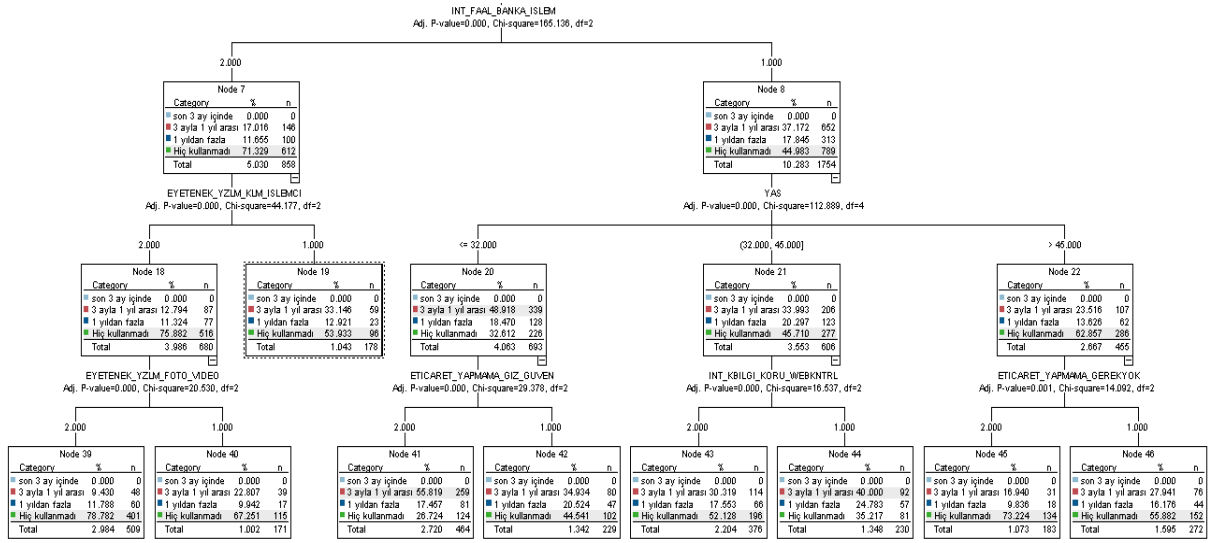 INT_FAAL_BANKA_ISLEM
Adj. P-value=0.000, Chi-square=165.136, df=2
2.000
1.000
Node 7
Category % n
son 3 ay içinde 0.000 0
3 ayla 1 yıl arası 17.016 146
1 yıldan fazla 11.655 100
Hiç kullanmadı 71.329 612
Total 5.030 858
Node 8
Category % n
son 3 ay içinde 0.000 0
3 ayla 1 yıl arası 37.172 652
1 yıldan fazla 17.845 313
Hiç kullanmadı 44.983 789
Total 10.283 1754
EYETENEK_YZLM_KLM_ISLEMCI
Adj. P-value=0.000, Chi-square=44.177, df=2
YAS
Adj. P-value=0.000, Chi-square=112.889, df=4
2.000
1.000
<= 32.000
(32.000, 45.000]
> 45.000
Node 18
Category % n
son 3 ay içinde 0.000 0
3 ayla 1 yıl arası 12.794 87
1 yıldan fazla 11.324 77
Hiç kullanmadı 75.882 516
Total 3.986 680
Node 19
Category % n
son 3 ay içinde 0.000 0
3 ayla 1 yıl arası 33.146 59
1 yıldan fazla 12.921 23
Hiç kullanmadı 53.933 96
Total 1.043 178
Node 20
Category % n
son 3 ay içinde 0.000 0
3 ayla 1 yıl arası 48.918 339
1 yıldan fazla 18.470 128
Hiç kullanmadı 32.612 226
Total 4.063 693
Node 21
Category % n
son 3 ay içinde 0.000 0
3 ayla 1 yıl arası 33.993 206
1 yıldan fazla 20.297 123
Hiç kullanmadı 45.710 277
Total 3.553 606
Node 22
Category % n
son 3 ay içinde 0.000 0
3 ayla 1 yıl arası 23.516 107
1 yıldan fazla 13.626 62
Hiç kullanmadı 62.857 286
Total 2.667 455
EYETENEK_YZLM_FOTO_VIDEO
Adj. P-value=0.000, Chi-square=20.530, df=2
ETICARET_YAPMAMA_GIZ_GUVEN
Adj. P-value=0.000, Chi-square=29.378, df=2
INT_KBILGI_KORU_WEBKNTRL
Adj. P-value=0.000, Chi-square=16.537, df=2
ETICARET_YAPMAMA_GEREKYOK
Adj. P-value=0.001, Chi-square=14.092, df=2
2.000
1.000
2.000
1.000
2.000
1.000
2.000
1.000
Node 39
Category % n
son 3 ay içinde 0.000 0
3 ayla 1 yıl arası 9.430 48
1 yıldan fazla 11.788 60
Hiç kullanmadı 78.782 401
Total 2.984 509
Node 40
Category % n
son 3 ay içinde 0.000 0
3 ayla 1 yıl arası 22.807 39
1 yıldan fazla 9.942 17
Hiç kullanmadı 67.251 115
Total 1.002 171
Node 41
Category % n
son 3 ay içinde 0.000 0
3 ayla 1 yıl arası 55.819 259
1 yıldan fazla 17.457 81
Hiç kullanmadı 26.724 124
Total 2.720 464
Node 42
Category % n
son 3 ay içinde 0.000 0
3 ayla 1 yıl arası 34.934 80
1 yıldan fazla 20.524 47
Hiç kullanmadı 44.541 102
Total 1.342 229
Node 43
Category % n
son 3 ay içinde 0.000 0
3 ayla 1 yıl arası 30.319 114
1 yıldan fazla 17.553 66
Hiç kullanmadı 52.128 196
Total 2.204 376
Node 44
Category % n
son 3 ay içinde 0.000 0
3 ayla 1 yıl arası 40.000 92
1 yıldan fazla 24.783 57
Hiç kullanmadı 35.217 81
Total 1.348 230
Node 45
Category % n
son 3 ay içinde 0.000 0
3 ayla 1 yıl arası 16.940 31
1 yıldan fazla 9.836 18
Hiç kullanmadı 73.224 134
Total 1.073 183
Node 46
Category % n
son 3 ay içinde 0.000 0
3 ayla 1 yıl arası 27.941 76
1 yıldan fazla 16.176 44
Hiç kullanmadı 55.882 152
Total 1.595 272